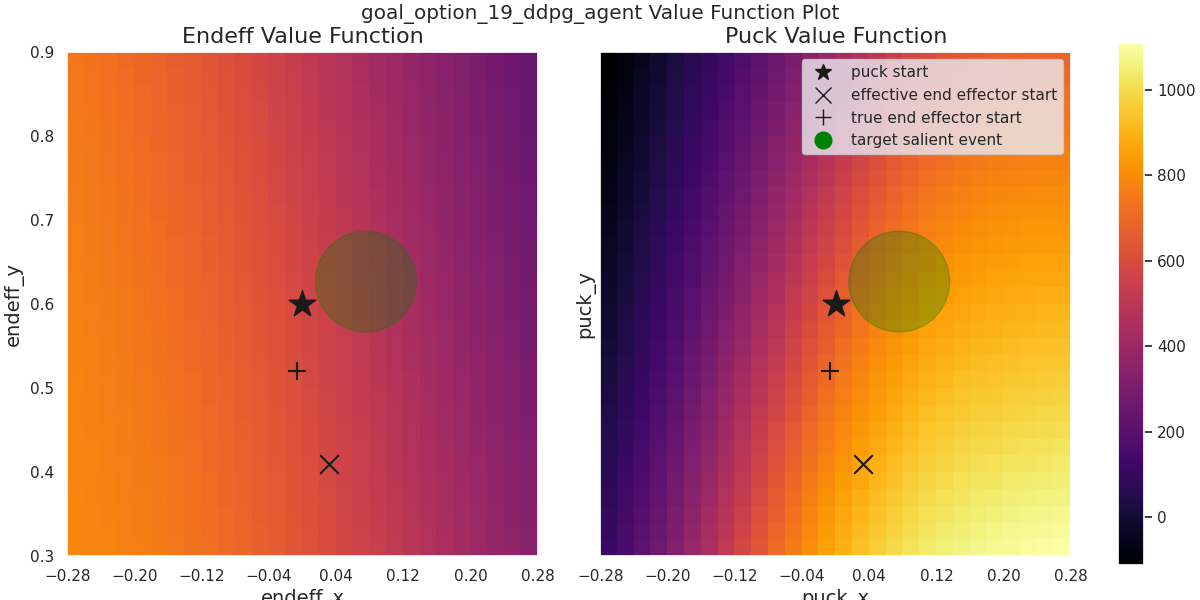 goal_option_19_ddpg_agent Value Function Plot
Endeff Value Function
Puck Value Function
0.9
0.8
0.7
0.6
0.5
0.4
0.3
endeff_y
−0.28 −0.20 −0.12 −0.04 0.04 0.12 0.20 0.28
endeff_x
puck_y
puck start
effective end effector start
true end effector start
target salient event
−0.28 −0.20 −0.12 −0.04 0.04 0.12 0.20 0.28
puck_x
1000
800
600
400
200
0